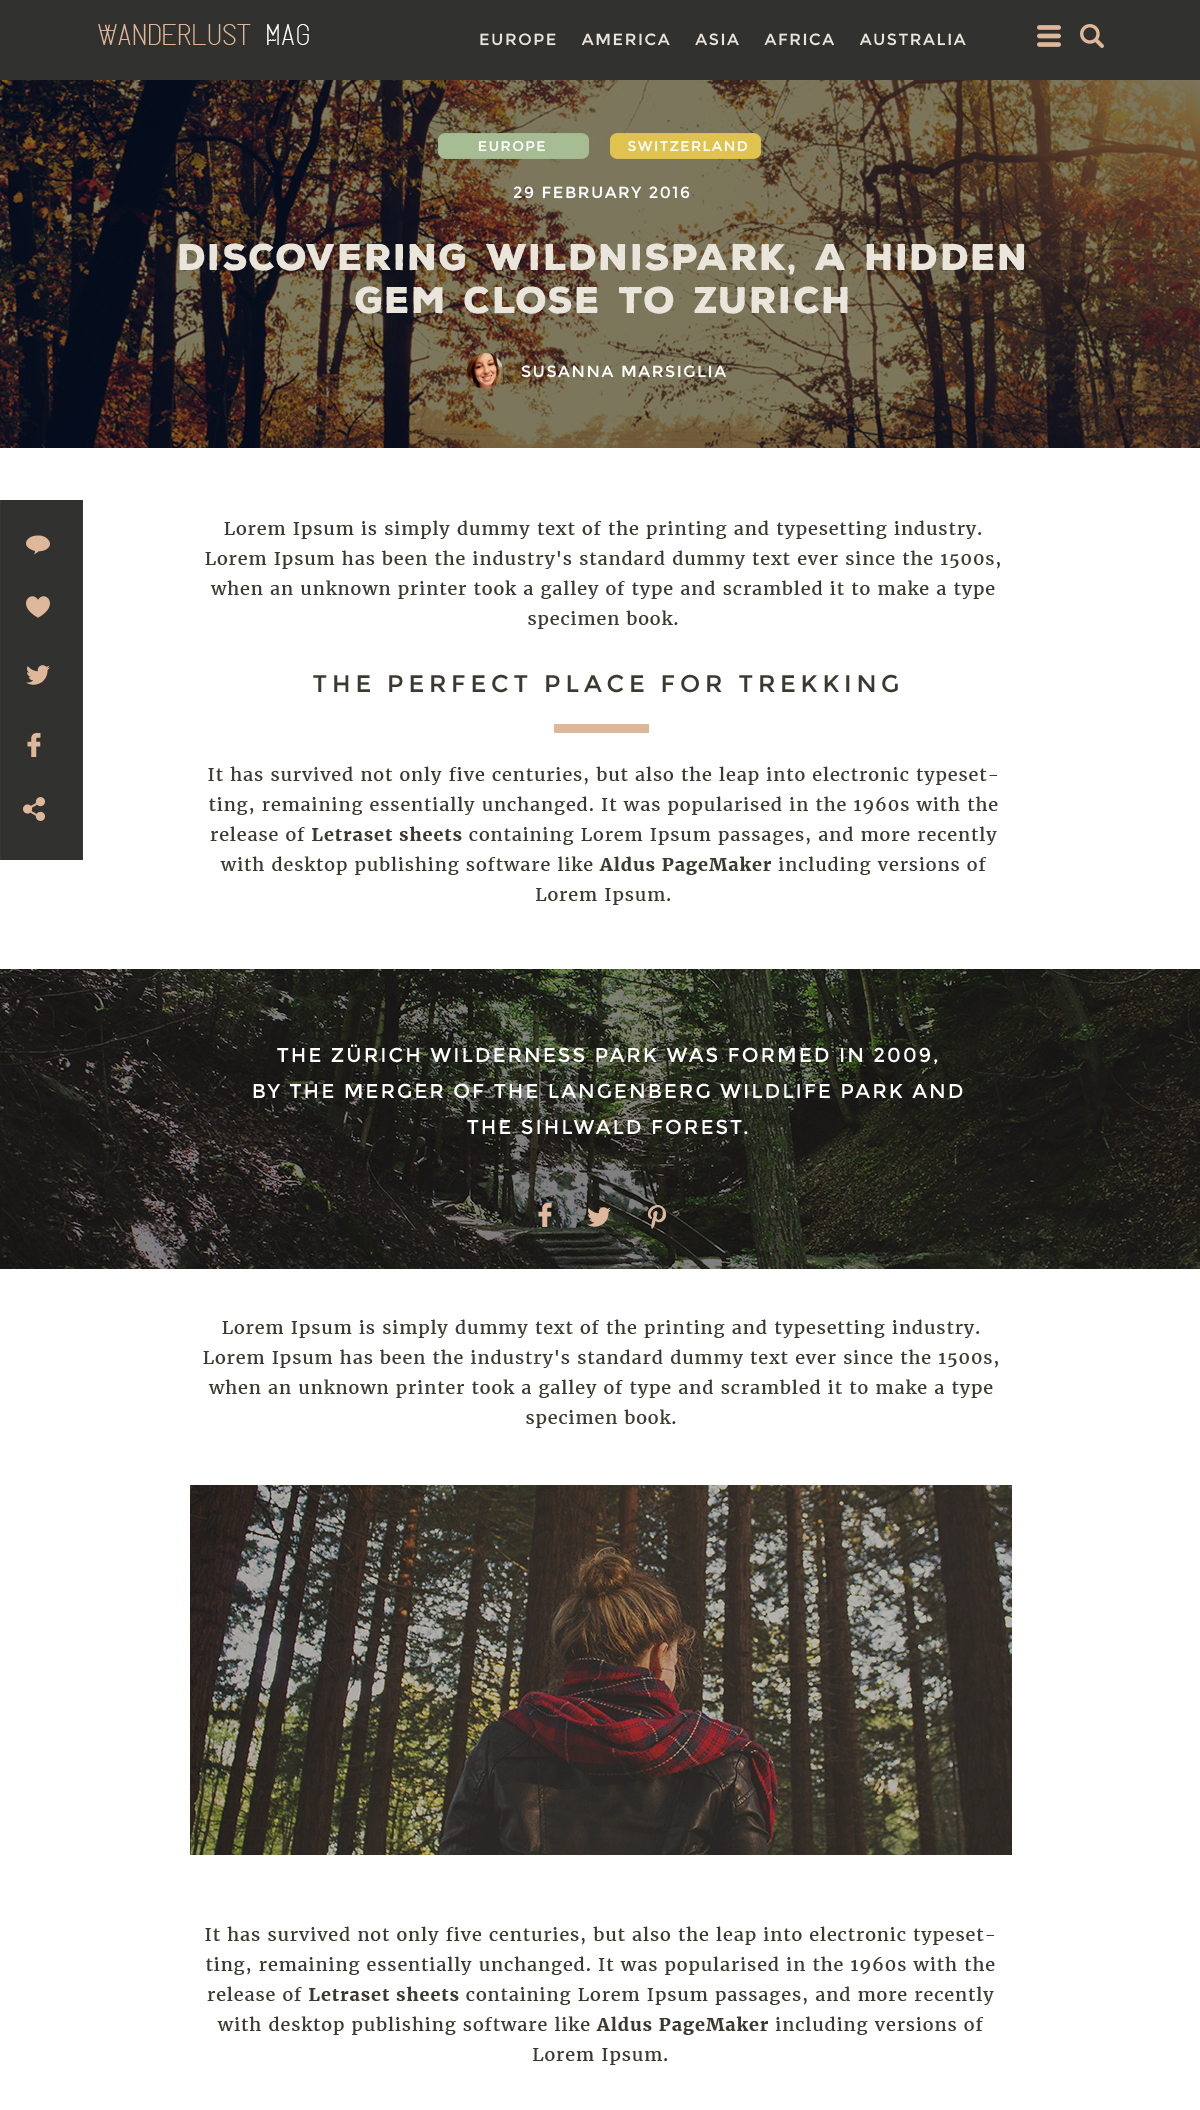 WANDERLUST MAG
EUROPE AMERICA ASIA AFRICA AUSTRALIA
EUROPE SWITZERLAND
29 FEBRUARY 2016
DISCOVERING WILDNISPARK, A HIDDEN
GEM CLOSE TO ZURICH
SUSANNA MARSIGLIA
Lorem Ipsum is simply dummy text of the printing and typesetting industry.
Lorem Ipsum has been the industry's standard dummy text ever since the 1500s,
when an unknown printer took a galley of type and scrambled it to make a type
specimen book.
THE PERFECT PLACE FOR TREKKING
It has survived not only five centuries, but also the leap into electronic typeset-
ting, remaining essentially unchanged. It was popularised in the 1960s with the
release of Letraset sheets containing Lorem Ipsum passages, and more recently
with desktop publishing software like Aldus PageMaker including versions of
Lorem Ipsum.
THE ZÜRICH WILDERNESS PARK WAS FORMED IN 2009,
BY THE MERGER OF THE LANGENBERG WILDLIFE PARK AND
THE SIHLWALD FOREST.
Lorem Ipsum is simply dummy text of the printing and typesetting industry.
Lorem Ipsum has been the industry's standard dummy text ever since the 1500s,
when an unknown printer took a galley of type and scrambled it to make a type
specimen book.
It has survived not only five centuries, but also the leap into electronic typeset-
ting, remaining essentially unchanged. It was popularised in the 1960s with the
release of Letraset sheets containing Lorem Ipsum passages, and more recently
with desktop publishing software like Aldus PageMaker including versions of
Lorem Ipsum.